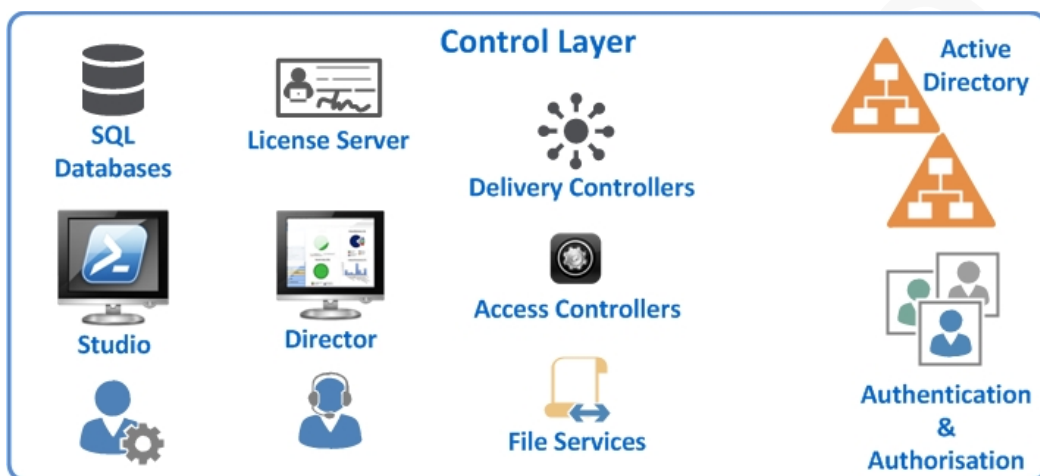 Control Layer
SQL
Databases
License Server
Delivery Controllers
Active
Directory
Studio
Director
Access Controllers
File Services
Authentication
&
Authorisation